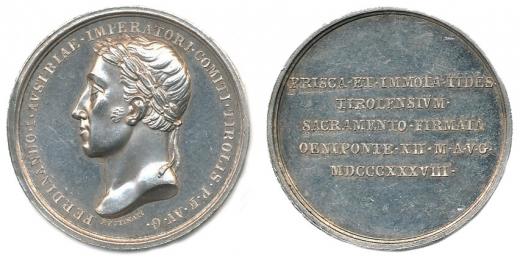 FERDINANDO·I·AVSTRIAE·IMPERATORI·COMITI·TIROLIS·P·F·AVG·
PRISCA·ET·IMMOTA·FIDES
TIROLENSIVM·
SACRAMENTO·FIRMATA
OENIPONTE·XII·M·AVG·
MDCCCXXXVIII·